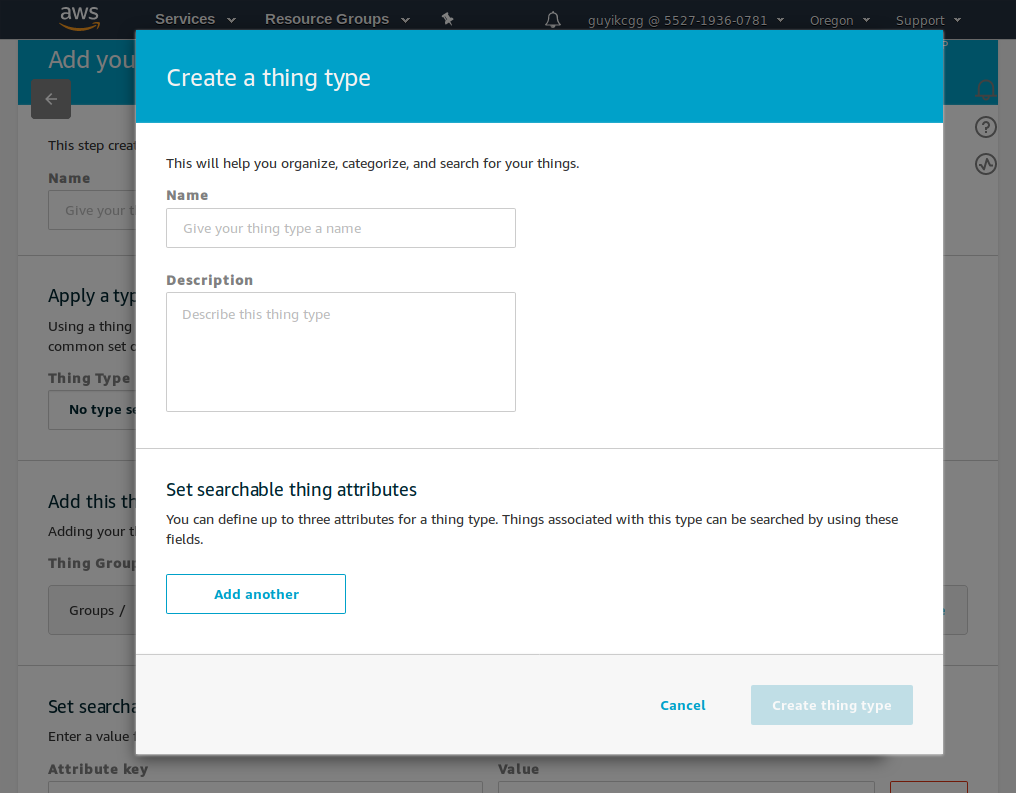 aws
Services
Resource Groups
guyikcgg @ 5527-1936-0781
Oregon
Support
Add you
Create a thing type
This step creat
This will help you organize, categorize, and search for your things.
Name
Name
Give your t
Give your thing type a name
Description
Describe this thing type
Apply a typ
Using a thing
common set o
Thing Type
No type se
Set searchable thing attributes
Add this th
You can define up to three attributes for a thing type. Things associated with this type can be searched by using these
fields.
Adding your t
Thing Group
Add another
Groups /
Set searcha
Cancel
Create thing type
Enter a value f
Attribute key
Value